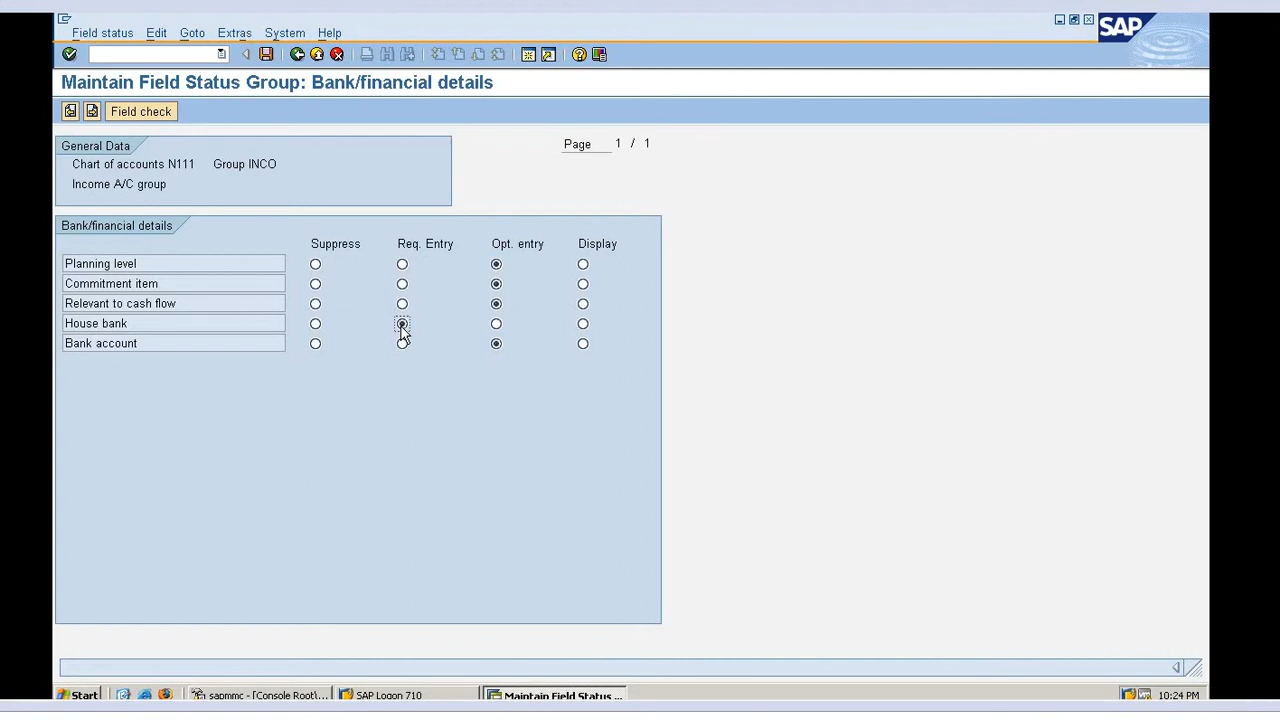 Field status Edit Goto Extras System Help
SAP
Maintain Field Status Group: Bank/financial details
Field check
General Data
Page 1 / 1
Chart of accounts N111 Group INCO
Income A/C group
Bank/financial details
Suppress Req. Entry Opt. entry Display
Planning level
Commitment item
Relevant to cash flow
House bank
Bank account
Start sapmmc - [Console Root\... SAP Logon 710 Maintain Field Status ... 10:24 PM